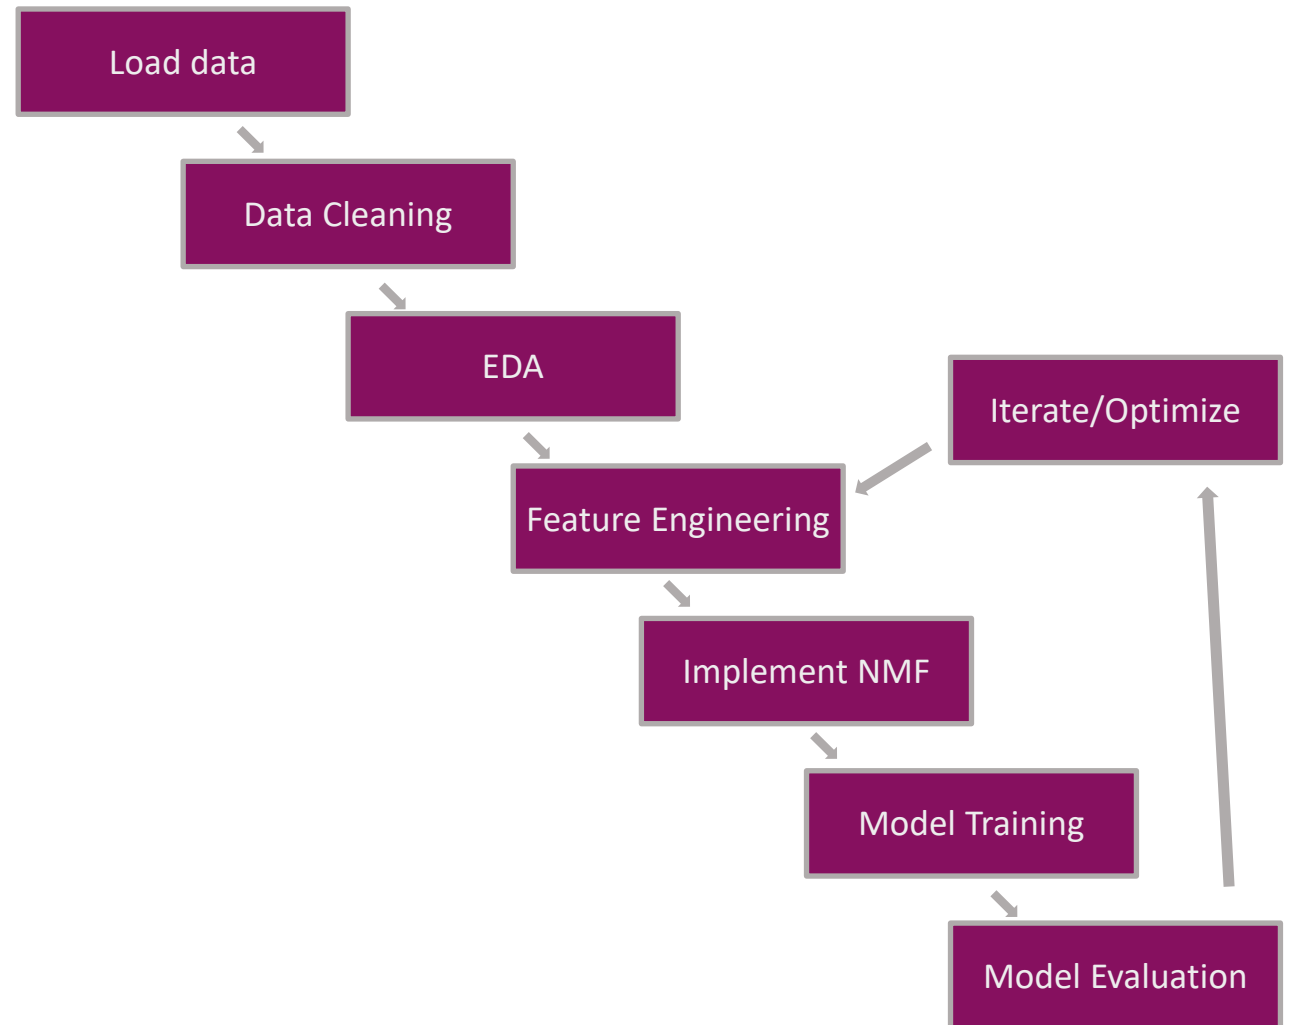 Load data
Data Cleaning
EDA
Iterate/Optimize
Feature Engineering
Implement NMF
Model Training
Model Evaluation